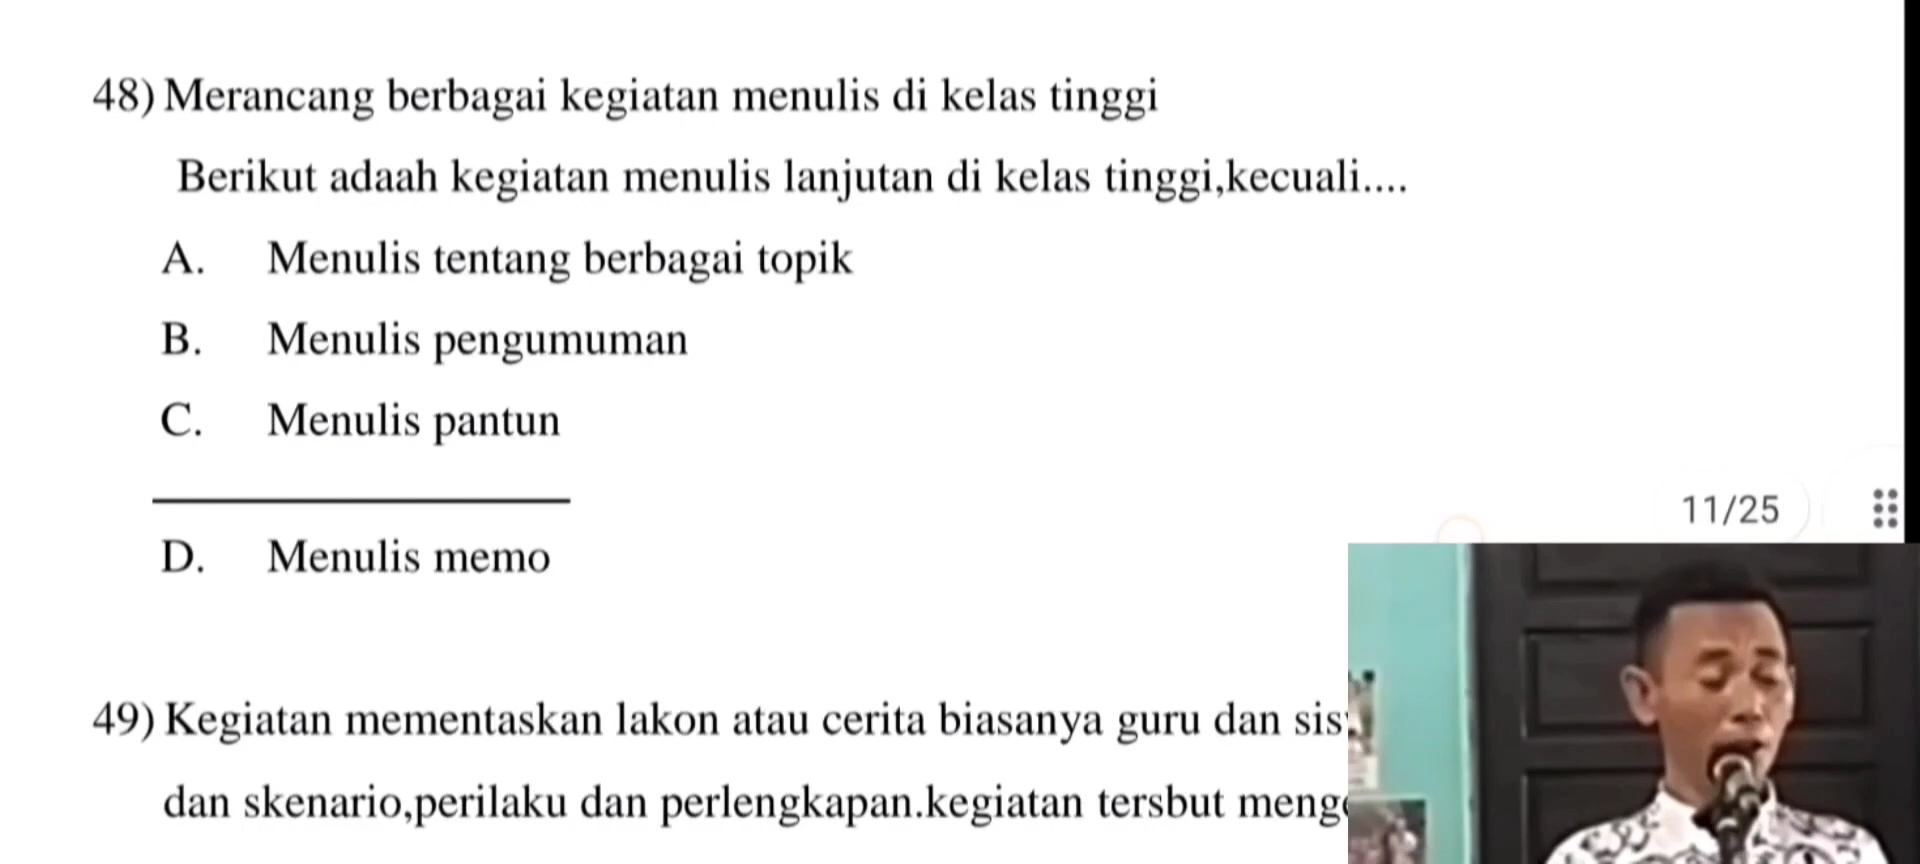 48) Merancang berbagai kegiatan menulis di kelas tinggi
Berikut adaah kegiatan menulis lanjutan di kelas tinggi,kecuali....
A. Menulis tentang berbagai topik
B. Menulis pengumuman
C. Menulis pantun
11/25
D. Menulis memo
49) Kegiatan mementaskan lakon atau cerita biasanya guru dan
dan skenario,perilaku dan perlengkapan.kegiatan tersbut